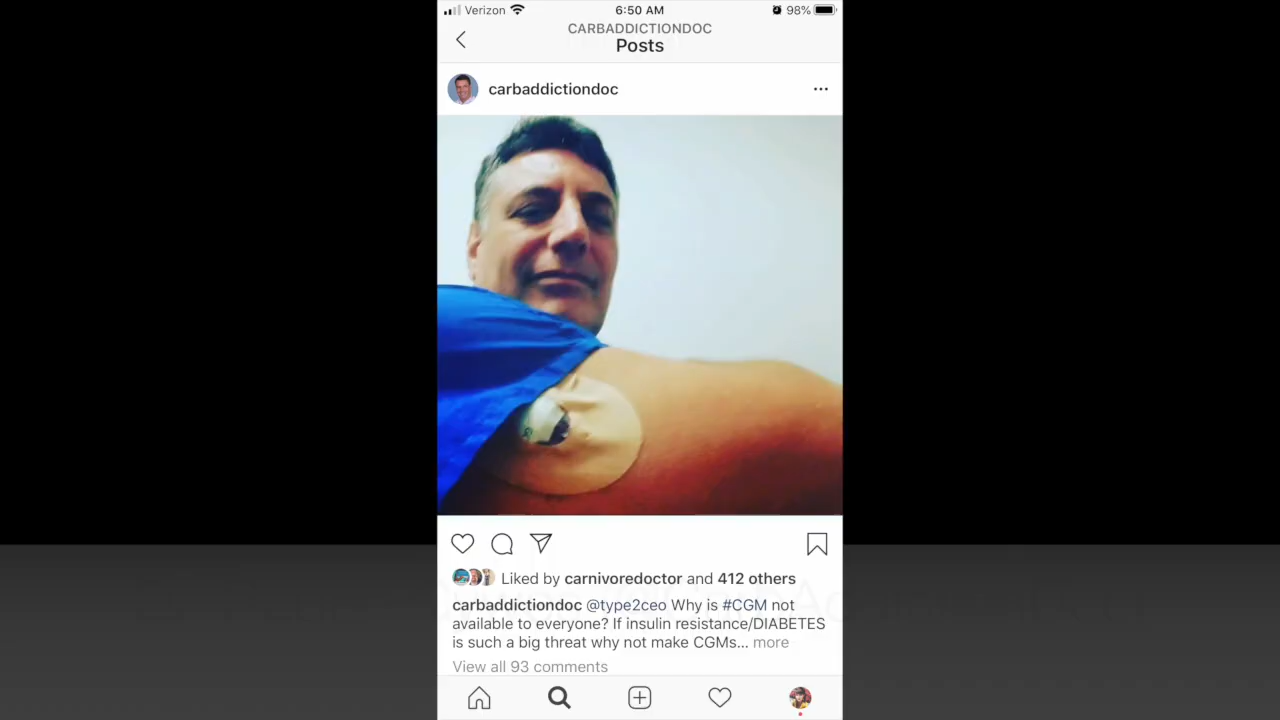 Verizon 6:50 AM 98%
CARBADDICTIONDOC
Posts
carbaddictiondoc
Liked by carnivoredoctor and 412 others
carbaddictiondoc @type2ceo Why is #CGM not
available to everyone? If insulin resistance/DIABETES
is such a big threat why not make CGMs... more
View all 93 comments